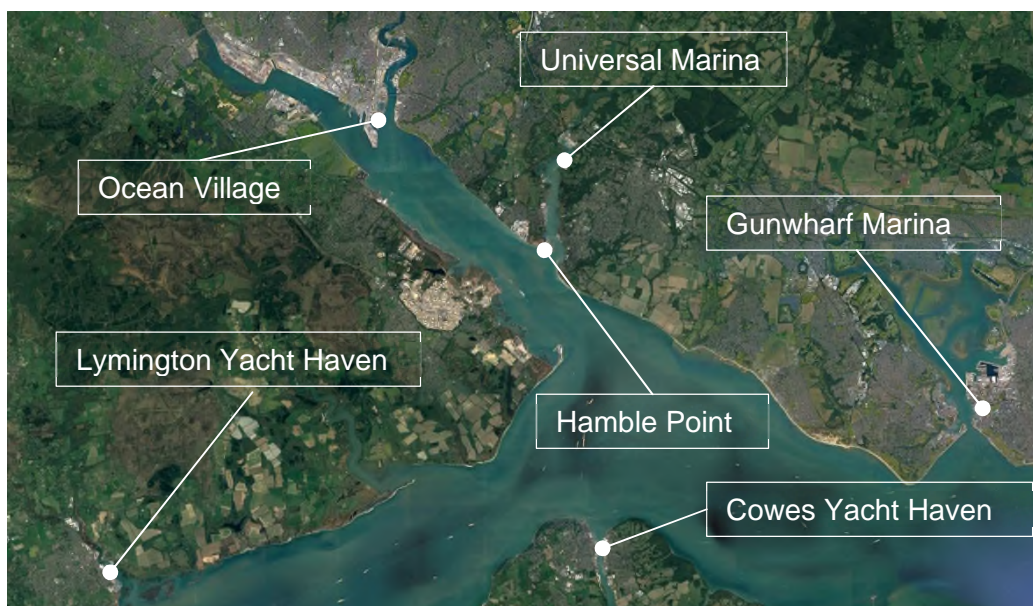 Universal Marina
Ocean Village
Gunwharf Marina
Lymington Yacht Haven
Hamble Point
Cowes Yacht Haven